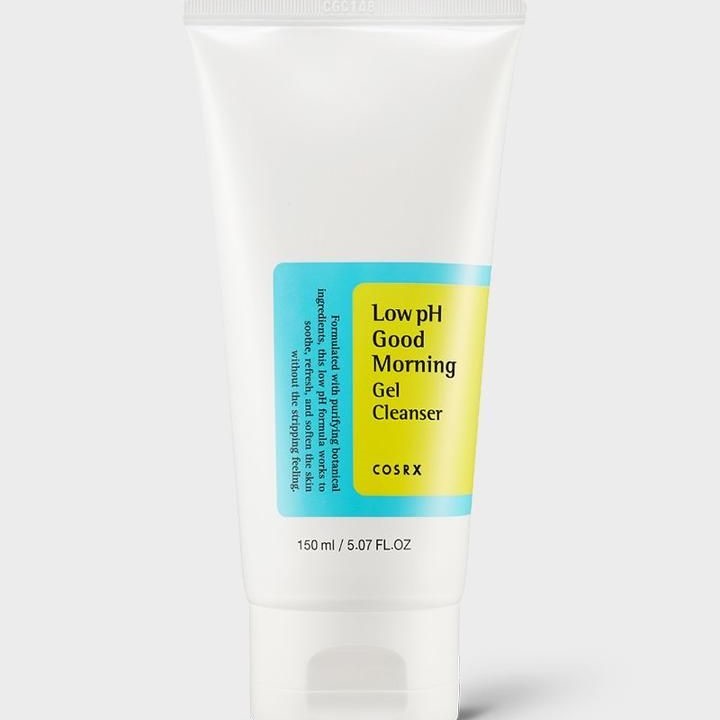 CGC148
Low pH
Good
Morning
Gel
Cleanser
COSRX
Formulated with purifying botanical
ingredients, this low pH formula works to
soothe, refresh, and soften the skin
without the stripping feeling.
150 ml / 5.07 FL.OZ